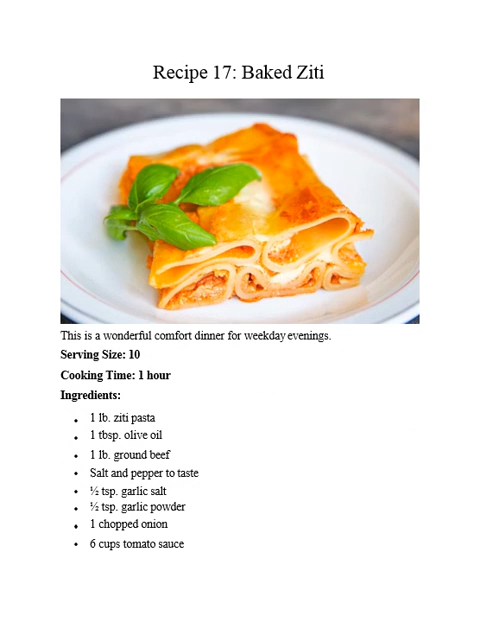 Recipe 17: Baked Ziti
This is a wonderful comfort dinner for weekday evenings.
Serving Size: 10
Cooking Time: 1 hour
Ingredients:
1 lb. ziti pasta
1 tbsp. olive oil
1 lb. ground beef
Salt and pepper to taste
½ tsp. garlic salt
½ tsp. garlic powder
1 chopped onion
6 cups tomato sauce